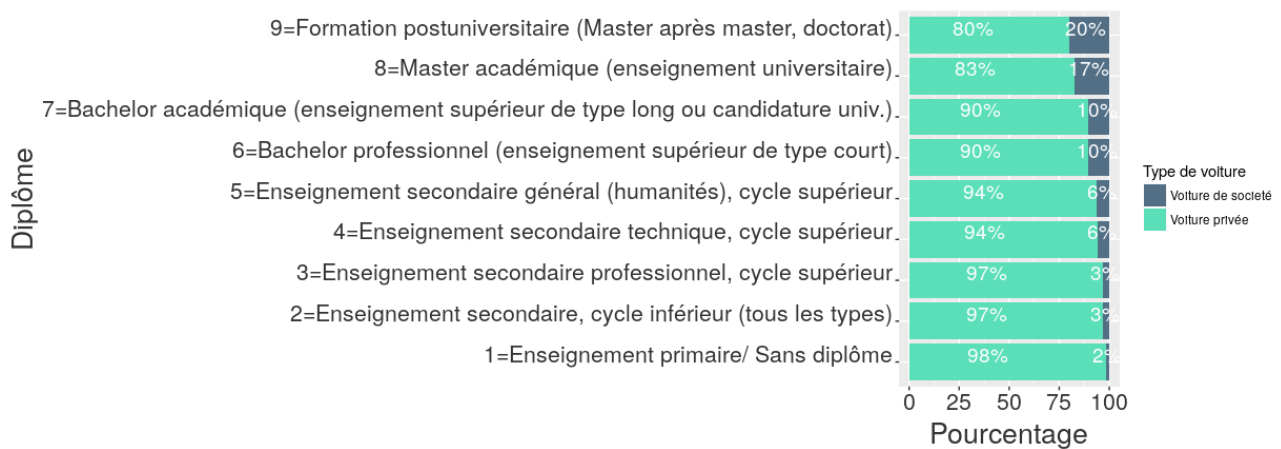 9=Formation postuniversitaire (Master après master, doctorat)
80% 20%
8=Master académique (enseignement universitaire)
83% 17%
7=Bachelor académique (enseignement supérieur de type long ou candidature univ.)
90% 10%
6=Bachelor professionnel (enseignement supérieur de type court)
90% 10%
5=Enseignement secondaire général (humanités), cycle supérieur
94% 6%
4=Enseignement secondaire technique, cycle supérieur
94% 6%
3=Enseignement secondaire professionnel, cycle supérieur
97% 3%
2=Enseignement secondaire, cycle inférieur (tous les types)
97% 3%
1=Enseignement primaire/ Sans diplôme
98% 2%
Diplôme
0 25 50 75 100
Pourcentage
Type de voiture
Voiture de societé
Voiture privée